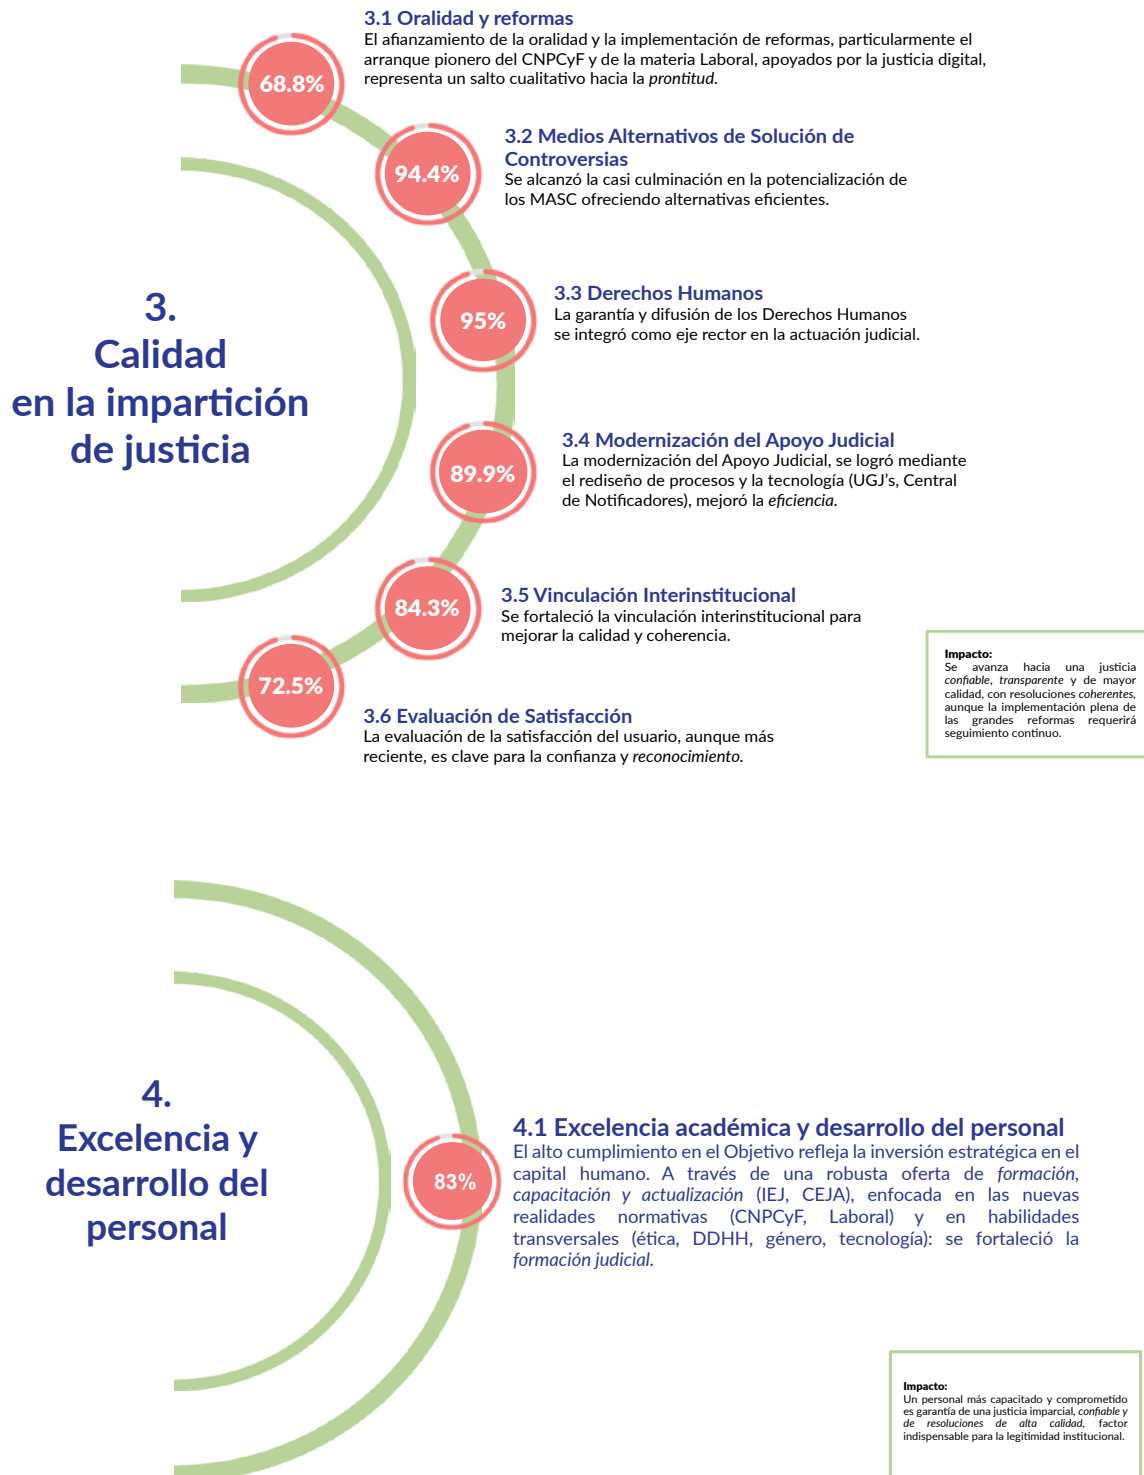 3.1 Oralidad y reformas
El afianzamiento de la oralidad y la implementación de reformas, particularmente el
arranque pionero del CNPCyF y de la materia Laboral, apoyados por la justicia digital,
representa un salto cualitativo hacia la prontitud.
68.8%
3.2 Medios Alternativos de Solución de
Controversias
Se alcanzó la casi culminación en la potencialización de
los MASC ofreciendo alternativas eficientes.
94.4%
3.
Calidad
en la impartición
de justicia
3.3 Derechos Humanos
La garantía y difusión de los Derechos Humanos
se integró como eje rector en la actuación judicial.
95%
3.4 Modernización del Apoyo Judicial
La modernización del Apoyo Judicial, se logró mediante
el rediseño de procesos y la tecnología (UGJ's, Central
de Notificadores), mejoró la eficiencia.
89.9%
3.5 Vinculación Interinstitucional
Se fortaleció la vinculación interinstitucional para
mejorar la calidad y coherencia.
84.3%
72.5%
3.6 Evaluación de Satisfacción
La evaluación de la satisfacción del usuario, aunque más
reciente, es clave para la confianza y reconocimiento.
Impacto:
Se avanza hacia una justicia
confiable, transparente y de mayor
calidad, con resoluciones coherentes,
aunque la implementación plena de
las grandes reformas requerirá
seguimiento continuo.
4.
Excelencia y
desarrollo del
personal
83%
4.1 Excelencia académica y desarrollo del personal
El alto cumplimiento en el Objetivo refleja la inversión estratégica en el
capital humano. A través de una robusta oferta de formación,
capacitación y actualización (IEJ, CEJA), enfocada en las nuevas
realidades normativas (CNPCyF, Laboral) y en habilidades
transversales (ética, DDHH, género, tecnología): se fortaleció la
formación judicial.
Impacto:
Un personal más capacitado y comprometido
es garantía de una justicia imparcial, confiable y
de resoluciones de alta calidad, factor
indispensable para la legitimidad institucional.